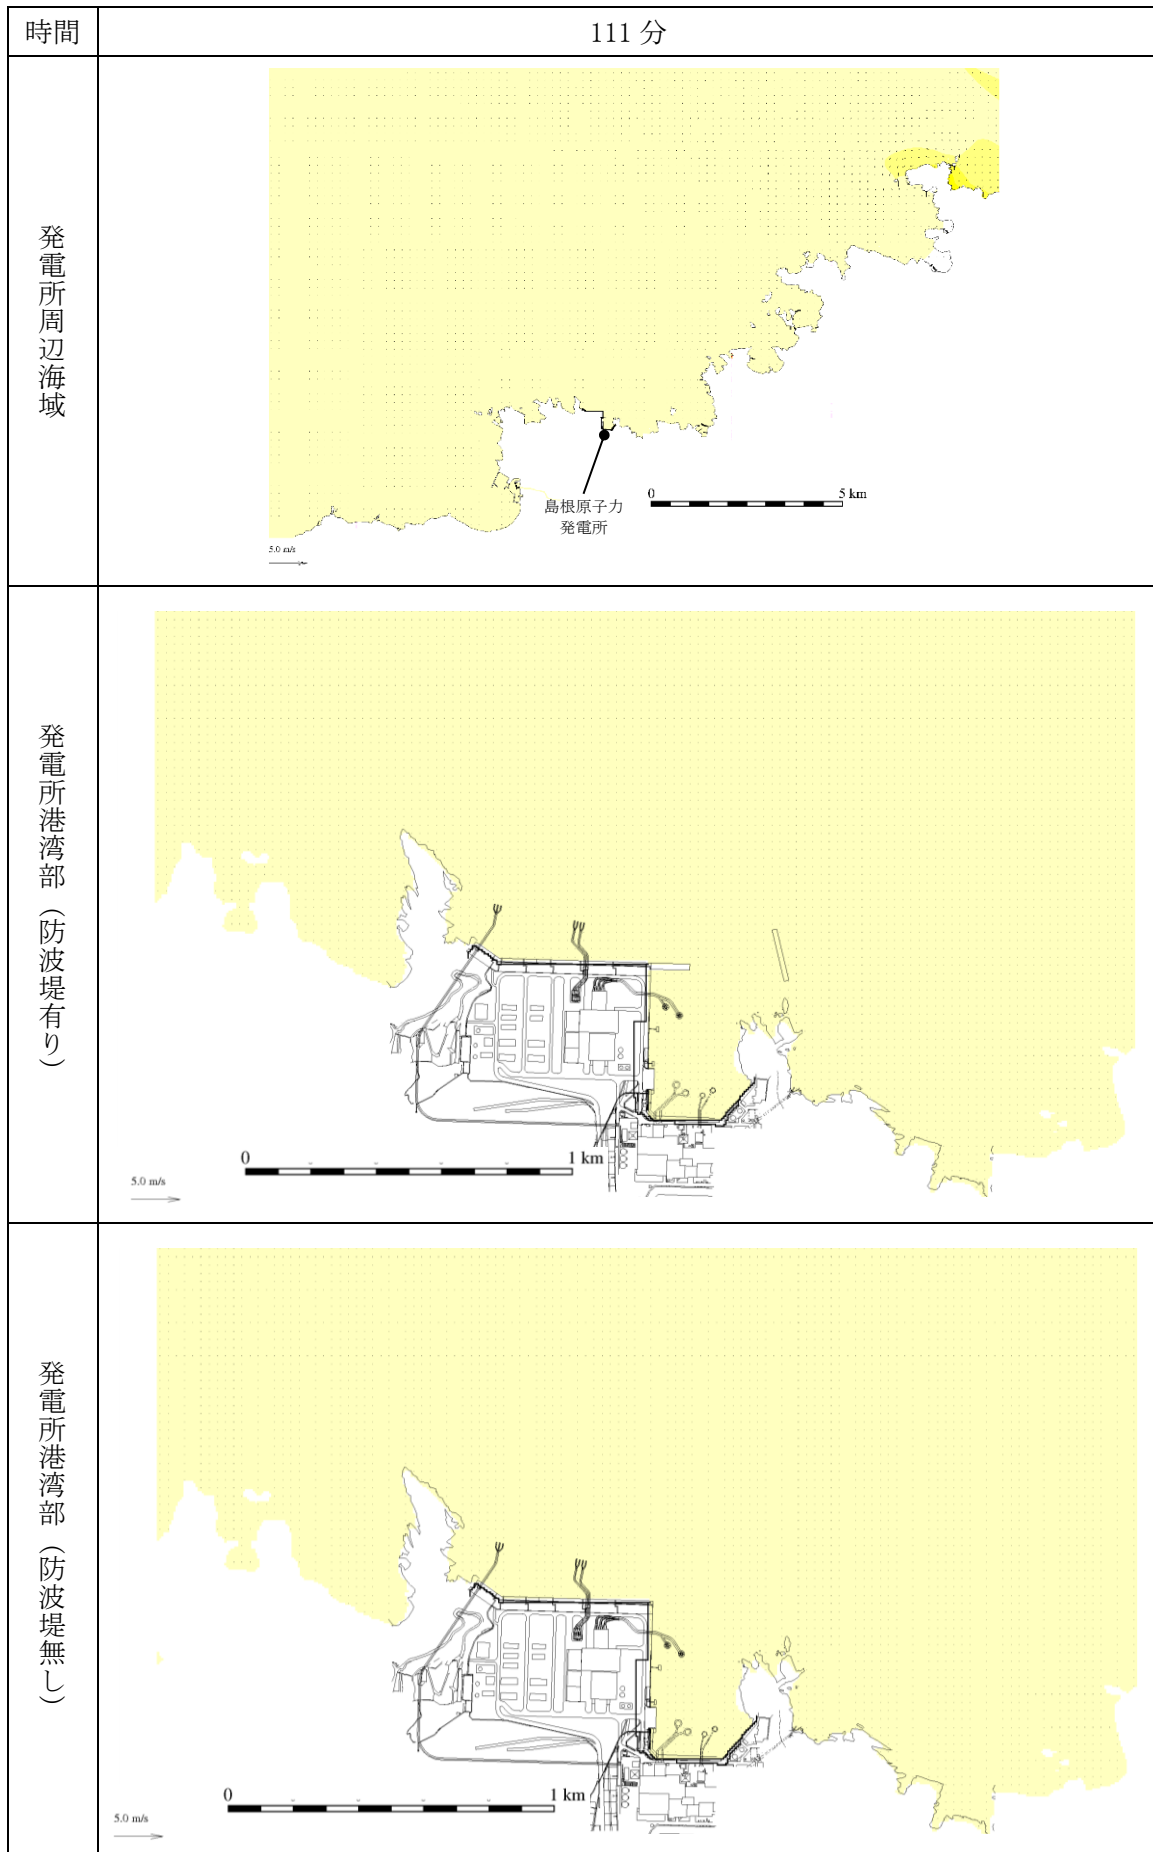 時間
111 分
発電所周辺海域
島根原子力
発電所
0
5 km
5.0 m/s
発電所港湾部（防波堤有り）
0
1 km
5.0 m/s
発電所港湾部（防波堤無し）
0
1 km
5.0 m/s